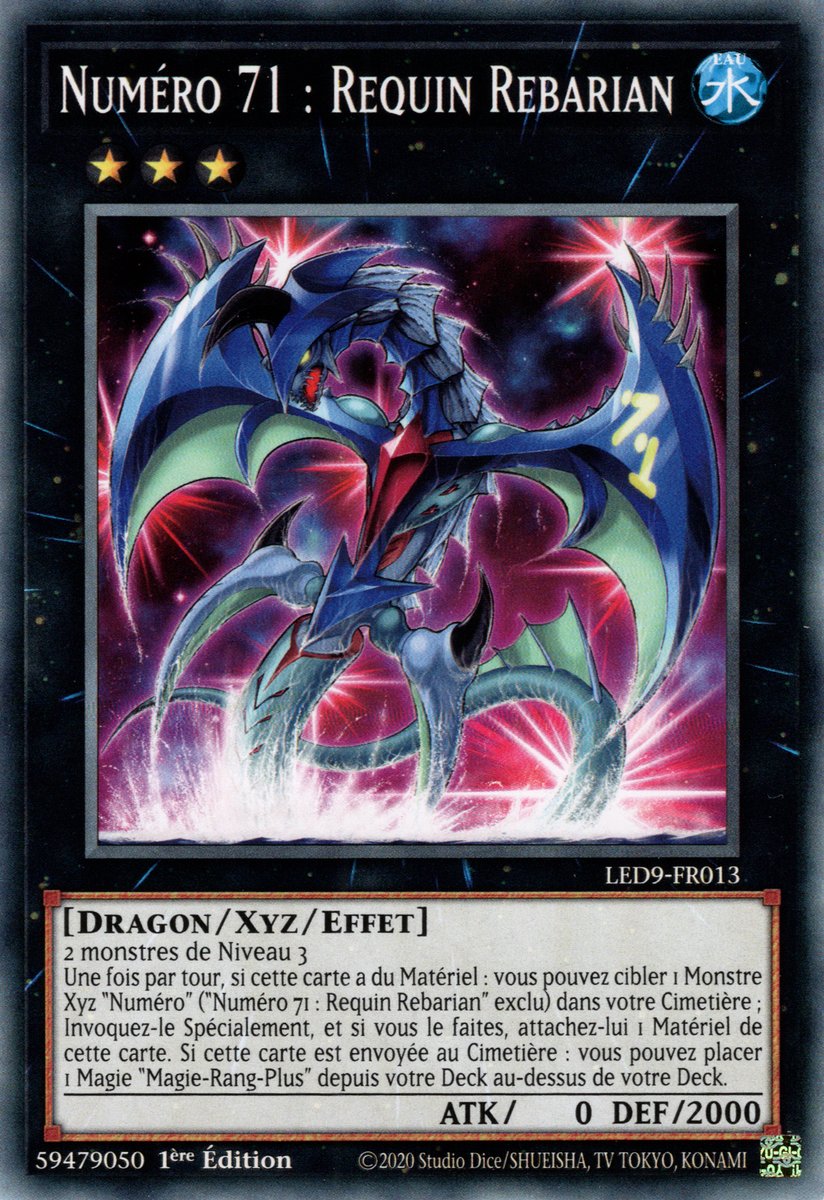 Numéro 71 : Requin Rebarian
EAU
水
71
LED9-FR013
[Dragon/Xyz/Effet]
2 monstres de Niveau 3
Une fois par tour, si cette carte a du Matériel : vous pouvez cibler 1 Monstre
Xyz "Numéro" ("Numéro 71 : Requin Rebarian" exclu) dans votre Cimetière ;
Invoquez-le Spécialement, et si vous le faites, attachez-lui 1 Matériel de
cette carte. Si cette carte est envoyée au Cimetière : vous pouvez placer
1 Magie "Magie-Rang-Plus" depuis votre Deck au-dessus de votre Deck.
ATK/ 0 DEF/2000
59479050 1ère Édition ©2020 Studio Dice/SHUEISHA, TV TOKYO, KONAMI